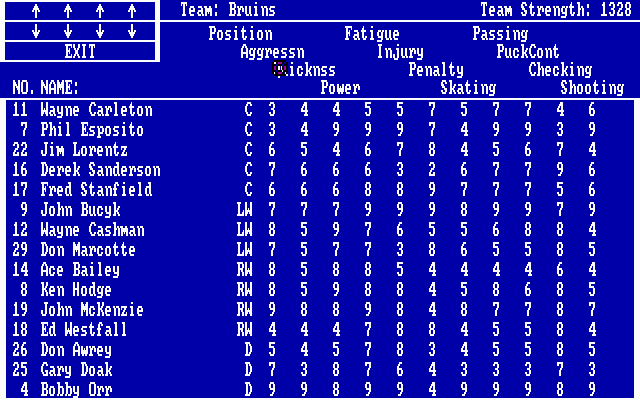 Team: Bruins Team Strength: 1328
Position Fatigue Passing
EXIT Aggressn Injury PuckCont
icknss Penalty Checking
NO. NAME: Power Skating Shooting
11 Wayne Carleton C 3 4 4 5 5 7 5 7 7 4 6
7 Phil Esposito C 3 4 9 9 9 7 4 9 9 3 9
22 Jim Lorentz C 6 5 4 6 7 8 4 5 6 7 4
16 Derek Sanderson C 7 6 6 6 3 2 6 7 7 9 6
17 Fred Stanfield C 6 6 6 8 8 9 7 7 7 5 6
9 John Bucyk LW 7 7 7 9 9 9 8 9 9 7 9
12 Wayne Cashman LW 8 5 9 7 6 5 5 6 8 8 4
29 Don Marcotte LW 7 5 7 7 3 8 6 5 5 8 5
14 Ace Bailey RW 8 5 8 8 5 4 4 4 4 6 4
8 Ken Hodge RW 8 5 9 8 8 4 5 8 6 8 5
19 John McKenzie RW 9 8 8 9 8 4 8 7 7 8 7
18 Ed Westfall RW 4 4 4 7 8 8 4 5 5 8 4
26 Don Awrey D 5 4 5 7 8 3 4 5 5 8 5
25 Gary Doak D 7 3 8 7 6 4 3 3 3 7 3
4 Bobby Orr D 9 9 8 9 9 4 9 9 9 8 9